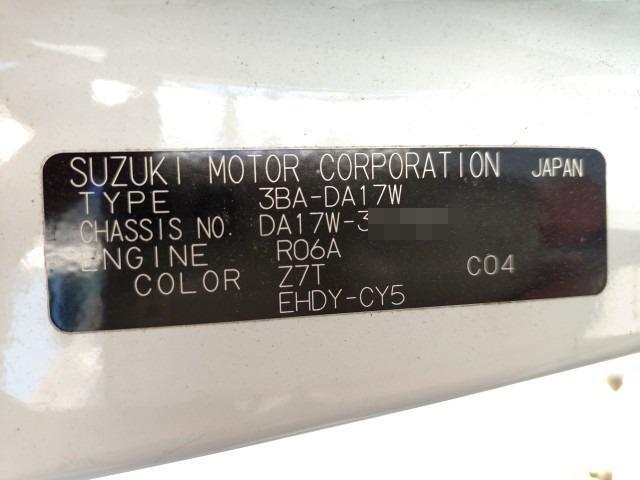 SUZUKI MOTOR CORPORATION JAPAN
TYPE 3BA-DA17W
CHASSIS NO. DA17W-3
ENGINE R06A
COLOR Z7T C04
EHDY-CY5